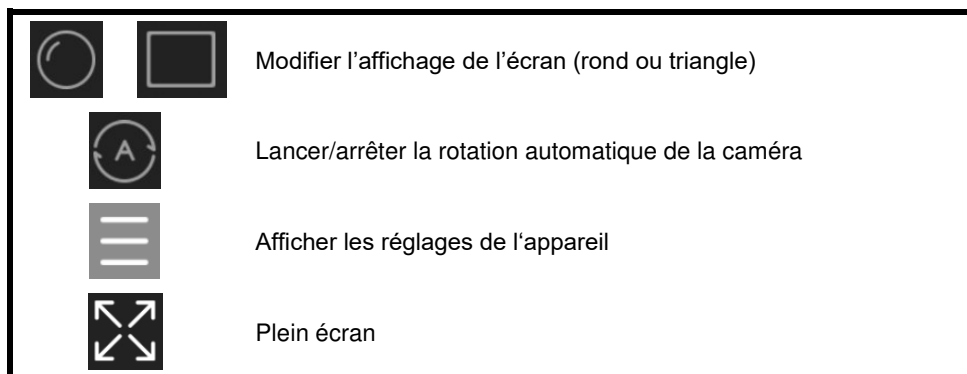 Modifier l’affichage de l’écran (rond ou triangle)
A
Lancer/arrêter la rotation automatique de la caméra
Afficher les réglages de l‘appareil
Plein écran